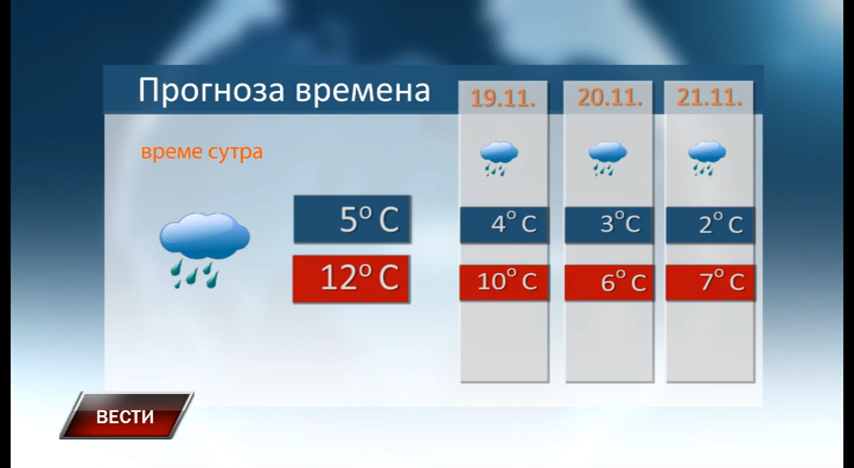 Прогноза времена
19.11. 20.11. 21.11.
време сутра
5° C 4° C 3°C 2° C
12° C 10° C 6° C 7° C
ВЕСТИ